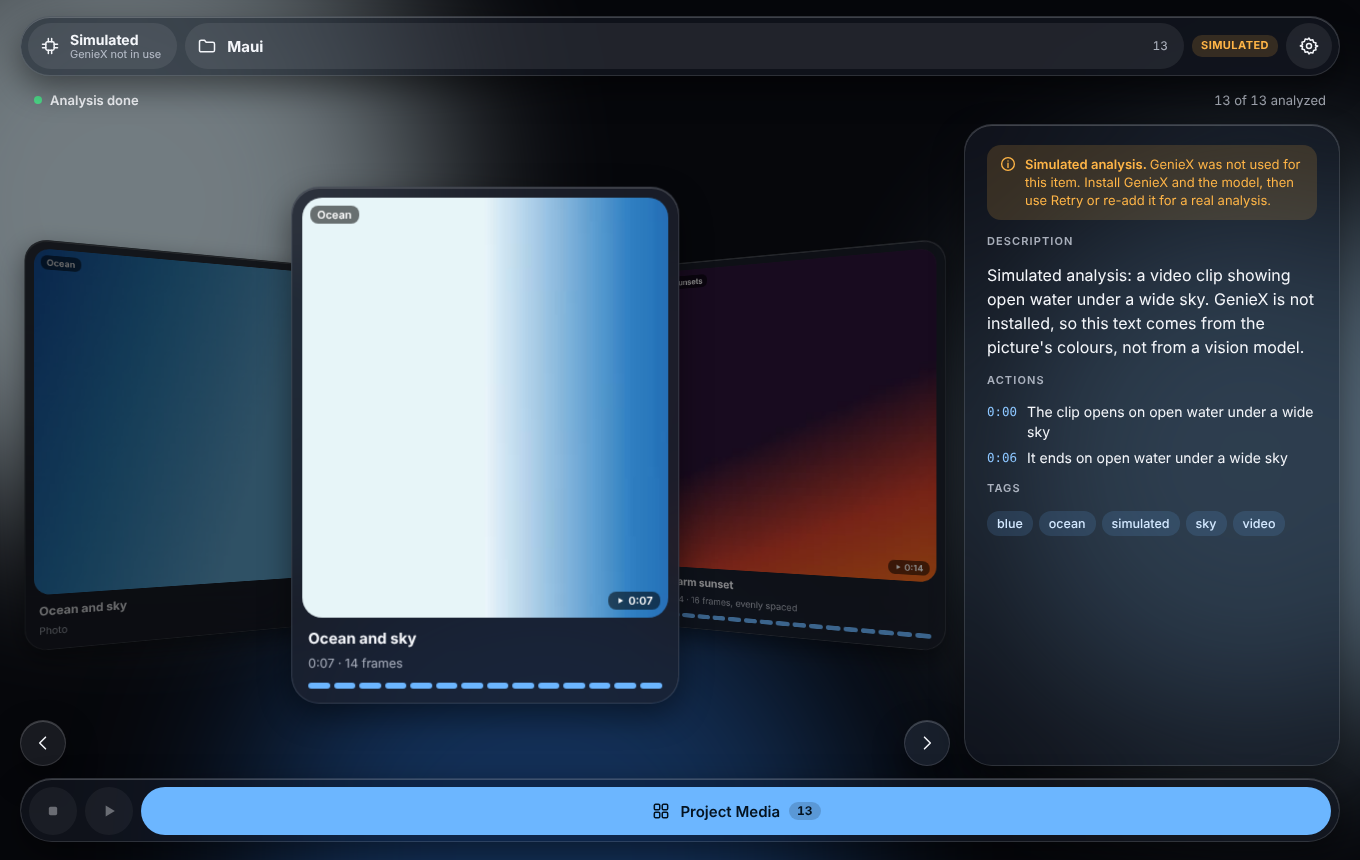 Simulated
GenieX not in use
Maui
13
SIMULATED
Analysis done
13 of 13 analyzed
Ocean
Ocean and sky
Photo
Ocean
0:07
Ocean and sky
0:07 · 14 frames
0:14
sunset
16 frames, evenly spaced
Simulated analysis. GenieX was not used for
this item. Install GenieX and the model, then
use Retry or re-add it for a real analysis.
DESCRIPTION
Simulated analysis: a video clip showing
open water under a wide sky. GenieX is not
installed, so this text comes from the
picture's colours, not from a vision model.
ACTIONS
0:00 The clip opens on open water under a wide
sky
0:06 It ends on open water under a wide sky
TAGS
blue ocean simulated sky video
Project Media 13